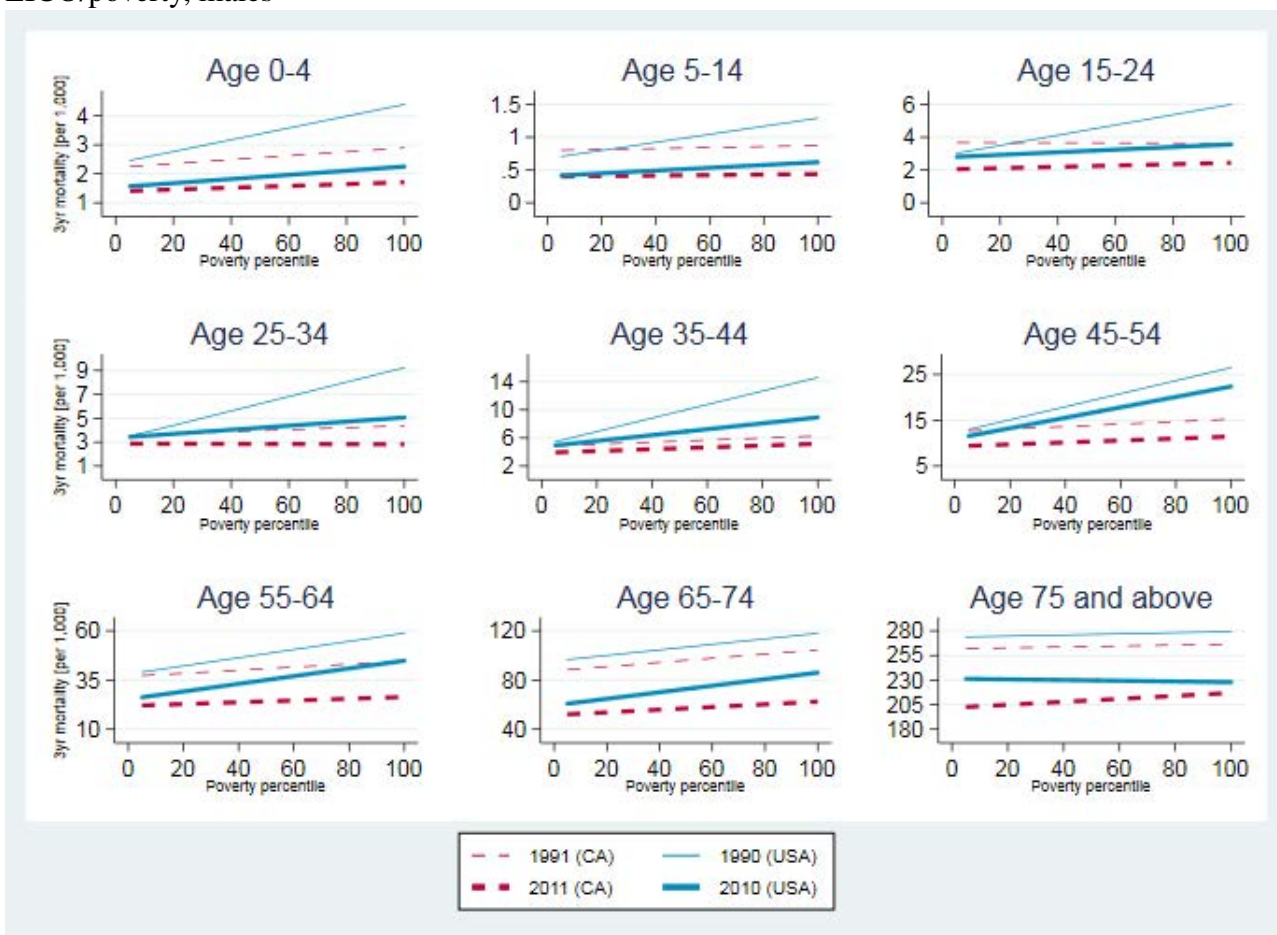 Age 0-4 Age 5-14 Age 15-24
3yr mortality [per 1,000]
4
3
2
1
1.5
1
.5
0
6
4
2
0
0 20 40 60 80 100 0 20 40 60 80 100 0 20 40 60 80 100
Poverty percentile Poverty percentile Poverty percentile
Age 25-34 Age 35-44 Age 45-54
3yr mortality [per 1,000]
9
7
5
3
1
14
10
6
2
25
15
5
0 20 40 60 80 100 0 20 40 60 80 100 0 20 40 60 80 100
Poverty percentile Poverty percentile Poverty percentile
Age 55-64 Age 65-74 Age 75 and above
3yr mortality [per 1,000]
60
35
10
120
80
40
280
255
230
205
180
0 20 40 60 80 100 0 20 40 60 80 100 0 20 40 60 80 100
Poverty percentile Poverty percentile Poverty percentile
1991 (CA) 1990 (USA)
2011 (CA) 2010 (USA)